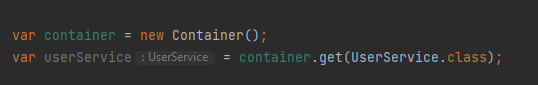 var container = new Container();
var userService : UserService = container.get(UserService.class);